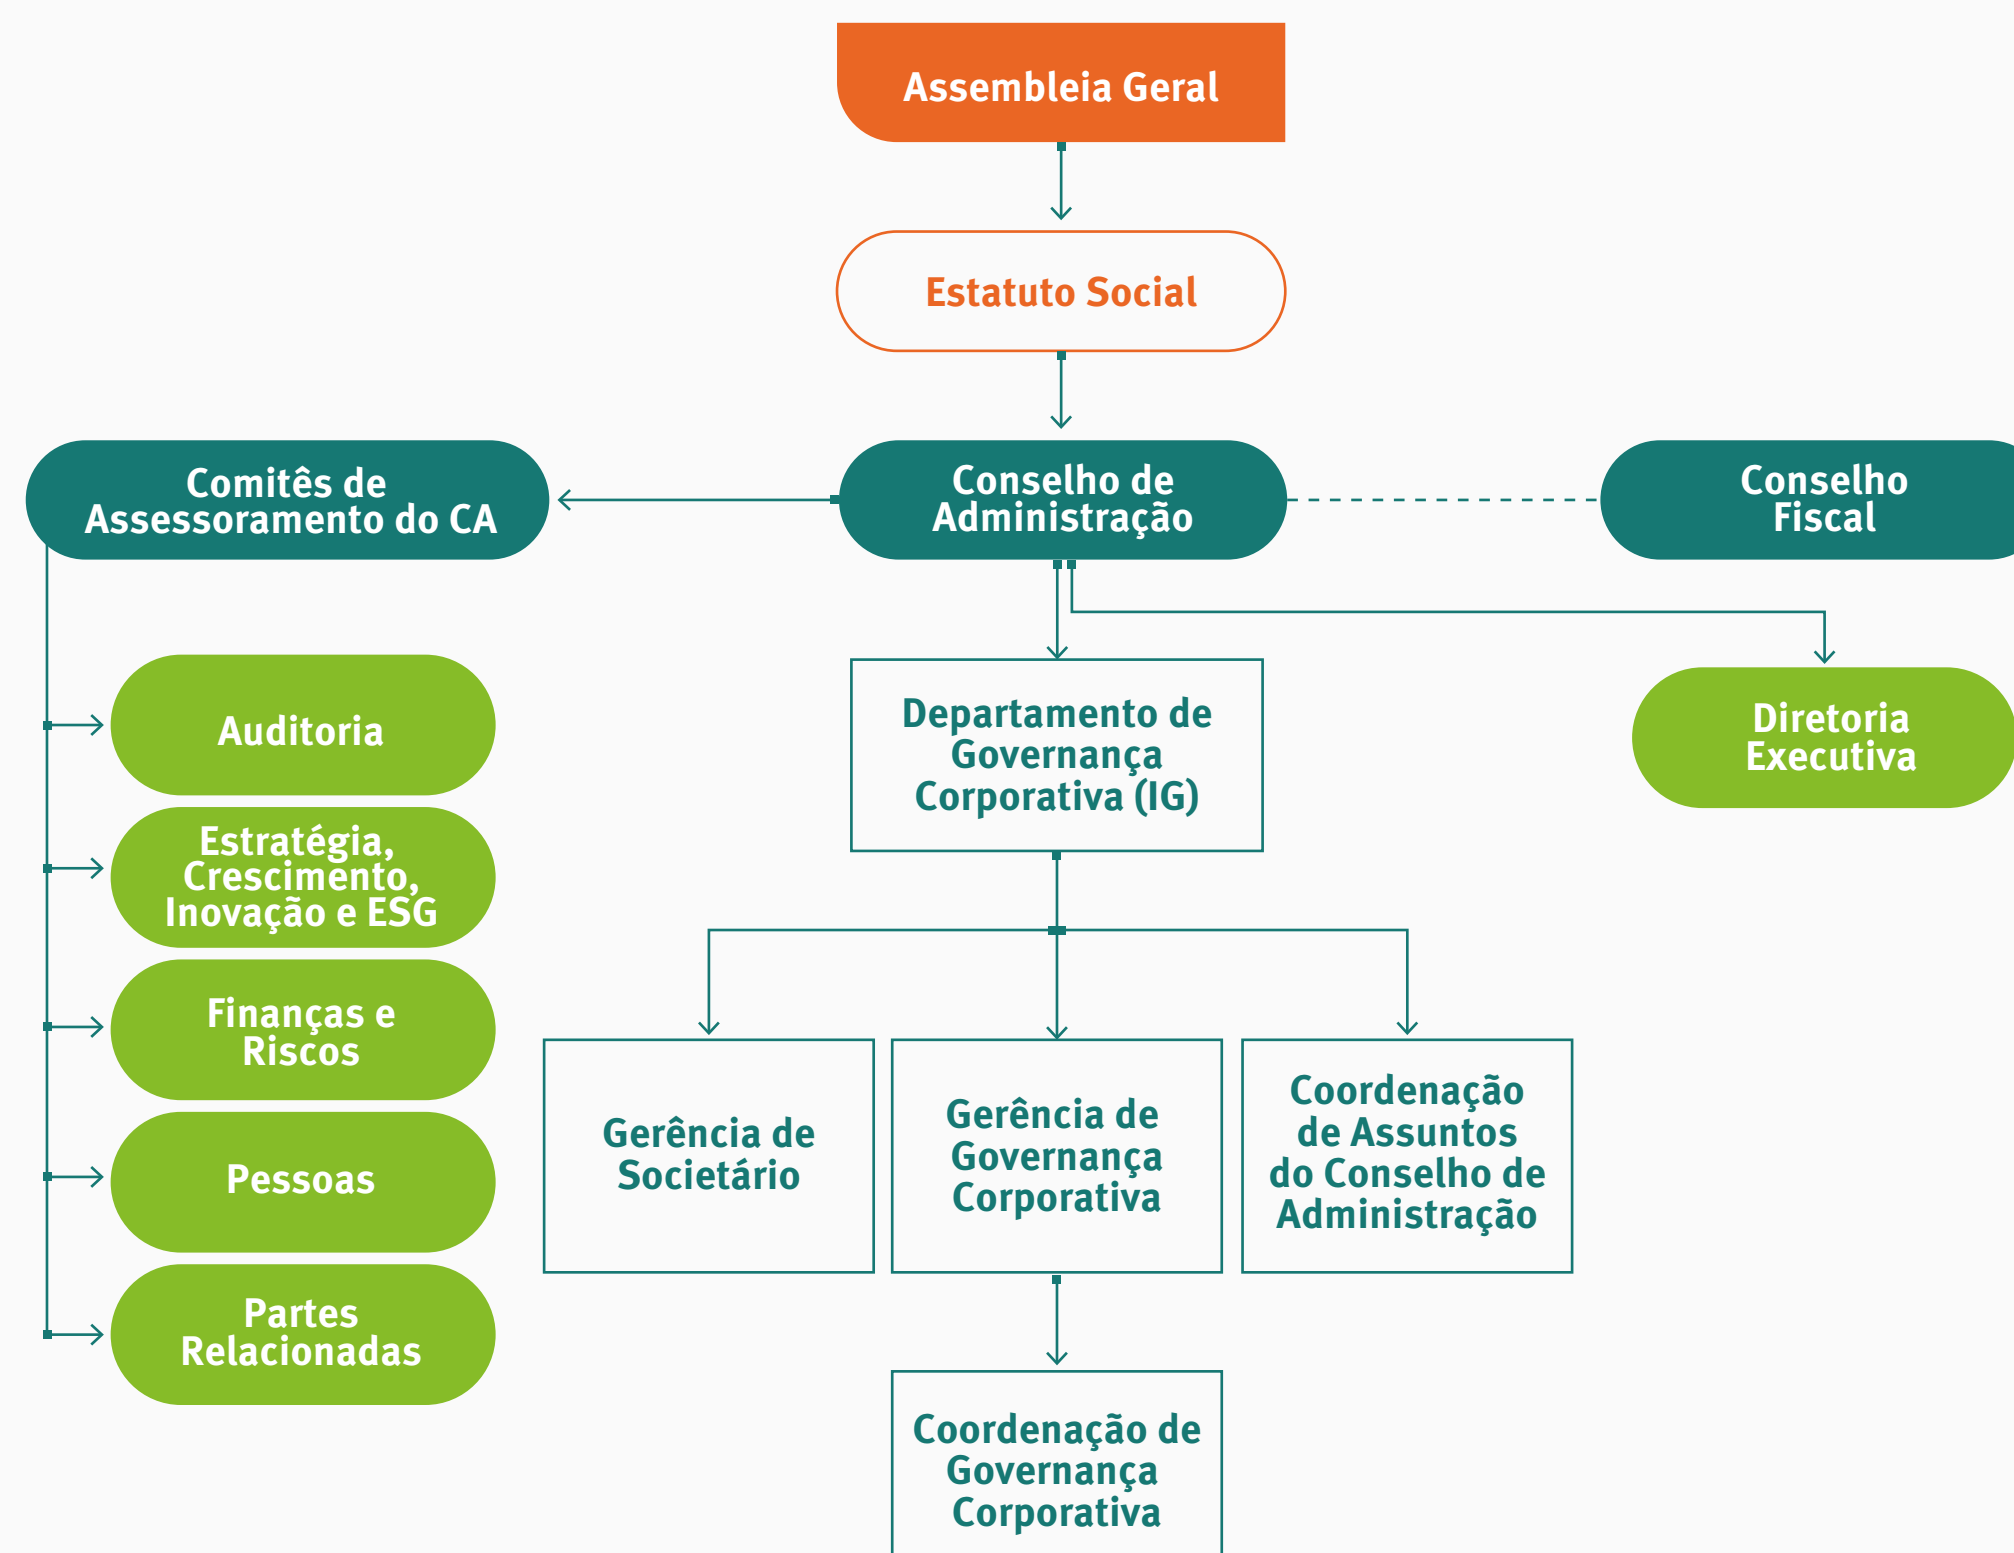 Assembleia Geral
Estatuto Social
Comitês de
Assessoramento do CA
Conselho de
Administração
Conselho
Fiscal
Auditoria
Estratégia,
Crescimento,
Inovação e ESG
Finanças e
Riscos
Pessoas
Partes
Relacionadas
Departamento de
Governança
Corporativa (IG)
Diretoria
Executiva
Gerência de
Societário
Gerência de
Governança
Corporativa
Coordenação
de Assuntos
do Conselho de
Administração
Coordenação de
Governança
Corporativa